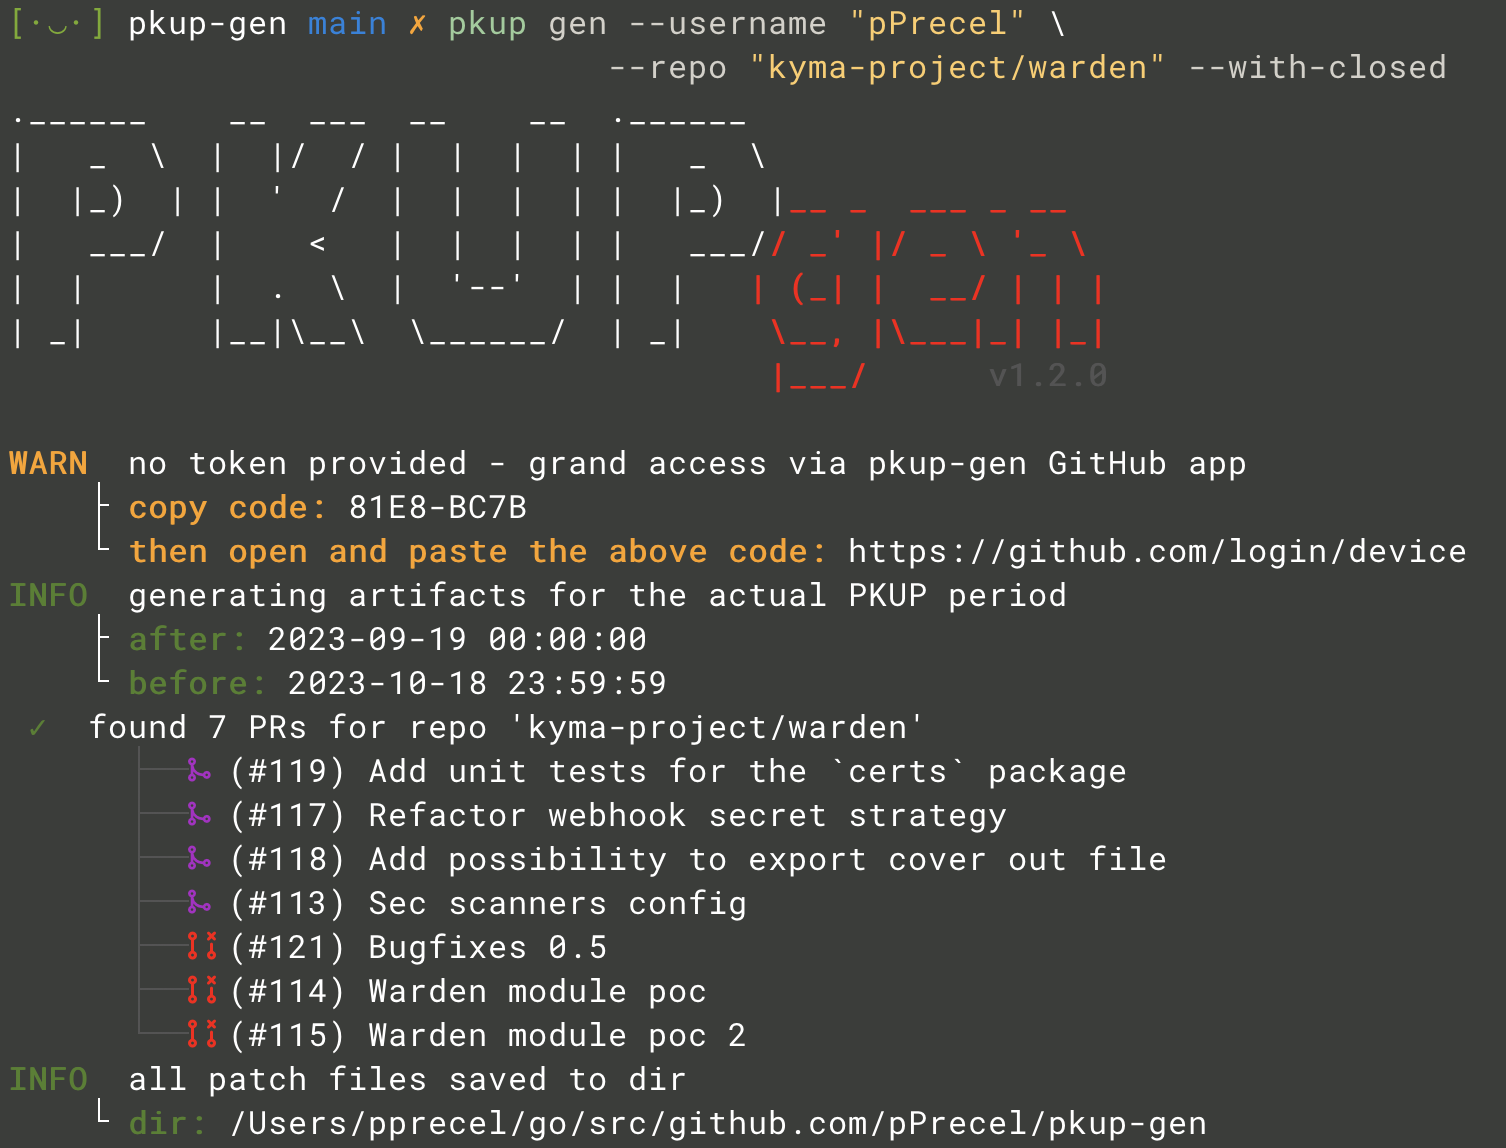 [·◡·] pkup-gen main ✗ pkup gen --username "pPrecel" \
--repo "kyma-project/warden" --with-closed
PKUP
gen
v1.2.0
WARN no token provided - grand access via pkup-gen GitHub app
copy code: 81E8-BC7B
then open and paste the above code: https://github.com/login/device
INFO generating artifacts for the actual PKUP period
after: 2023-09-19 00:00:00
before: 2023-10-18 23:59:59
✓ found 7 PRs for repo 'kyma-project/warden'
(#119) Add unit tests for the `certs` package
(#117) Refactor webhook secret strategy
(#118) Add possibility to export cover out file
(#113) Sec scanners config
(#121) Bugfixes 0.5
(#114) Warden module poc
(#115) Warden module poc 2
INFO all patch files saved to dir
dir: /Users/pprecel/go/src/github.com/pPrecel/pkup-gen